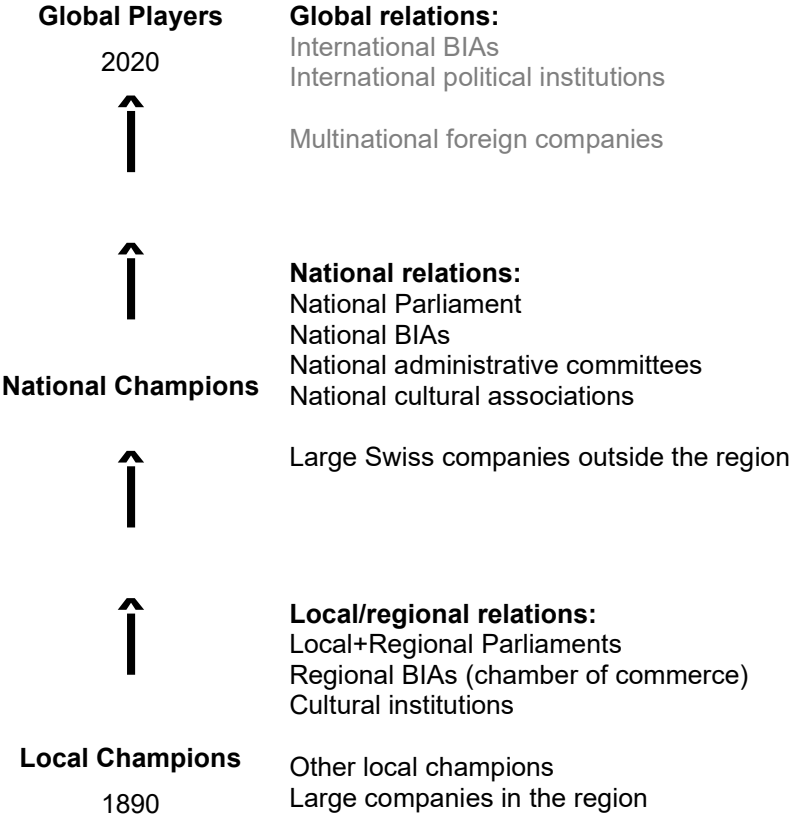 Global Players
2020
Global relations:
International BIAs
International political institutions
Multinational foreign companies
National Champions
National relations:
National Parliament
National BIAs
National administrative committees
National cultural associations
Large Swiss companies outside the region
Local Champions
1890
Local/regional relations:
Local+Regional Parliaments
Regional BIAs (chamber of commerce)
Cultural institutions
Other local champions
Large companies in the region